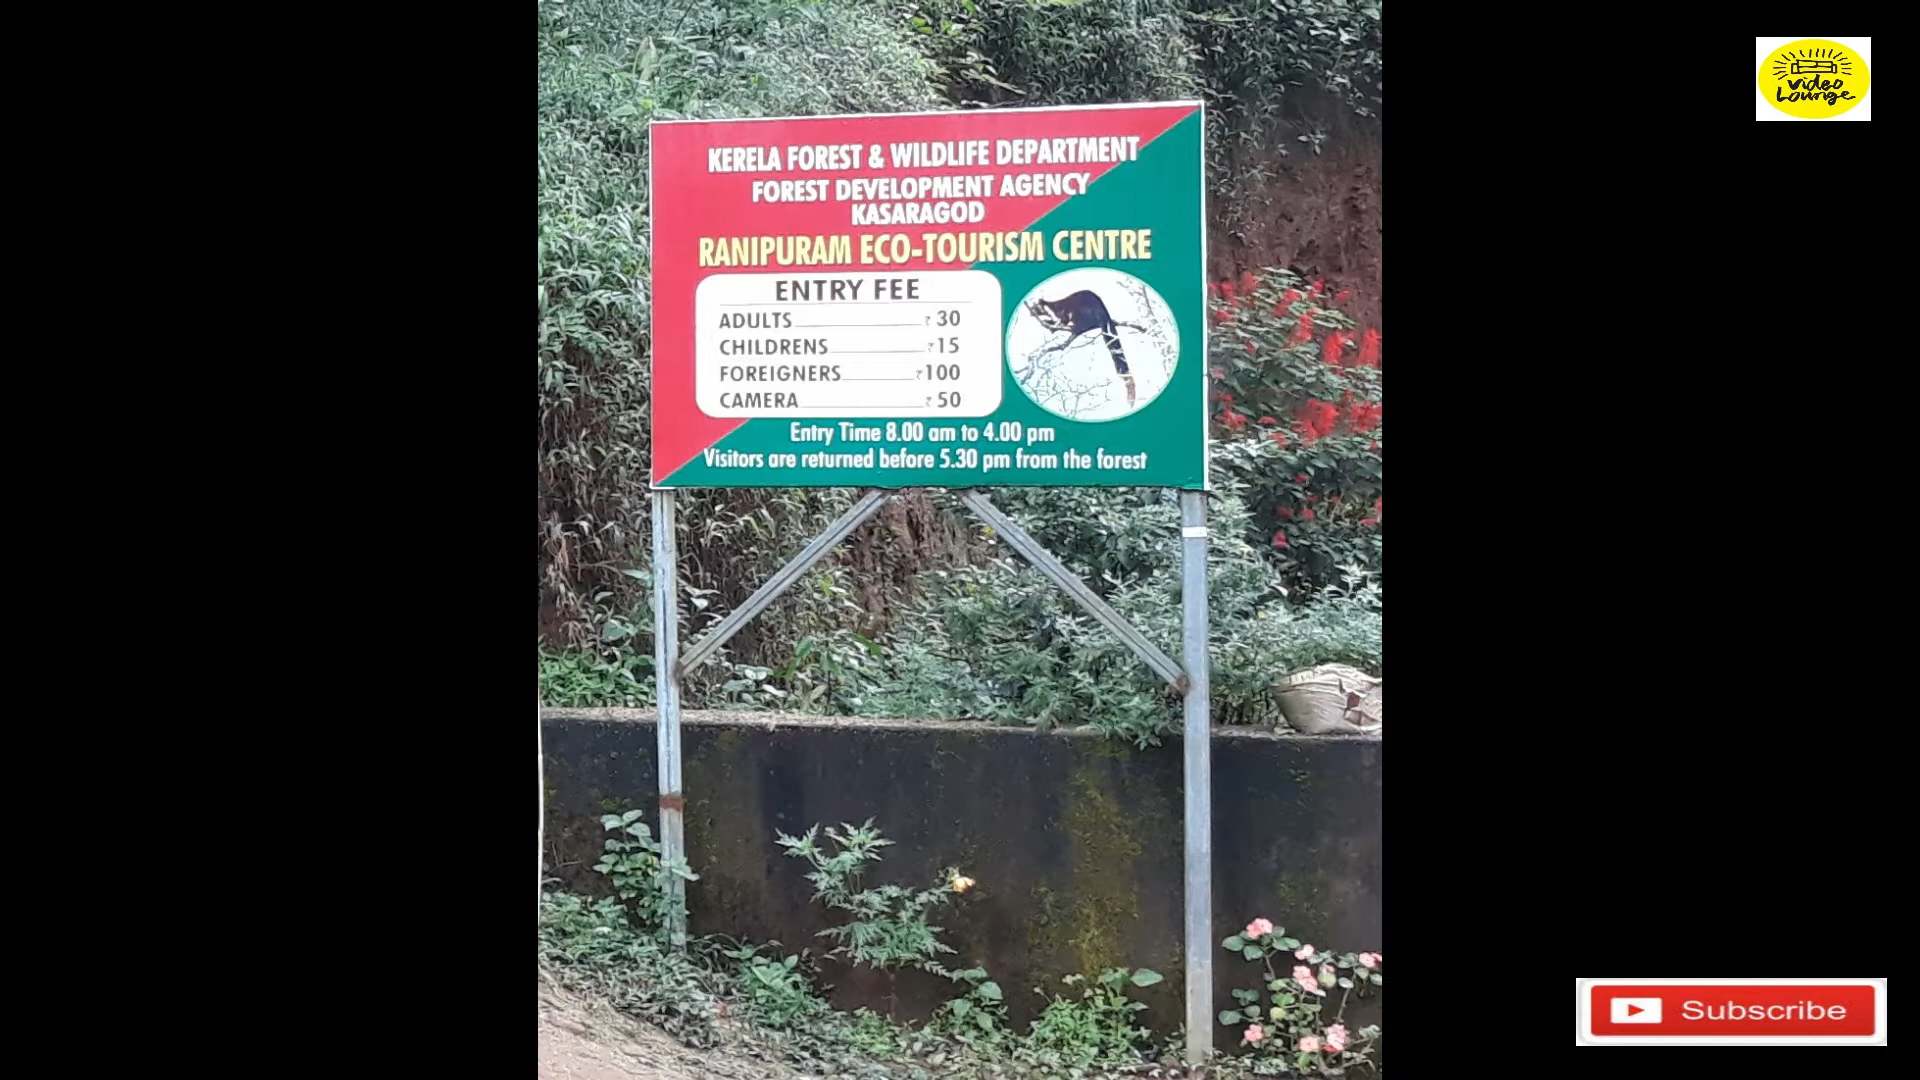 KERELA FOREST & WILDLIFE DEPARTMENT
FOREST DEVELOPMENT AGENCY
KASARAGOD
RANIPURAM ECO-TOURISM CENTRE
ENTRY FEE
ADULTS ₹ 30
CHILDRENS ₹ 15
FOREIGNERS ₹ 100
CAMERA ₹ 50
Entry Time 8.00 am to 4.00 pm
Visitors are returned before 5.30 pm from the forest
video
Lounge
Subscribe